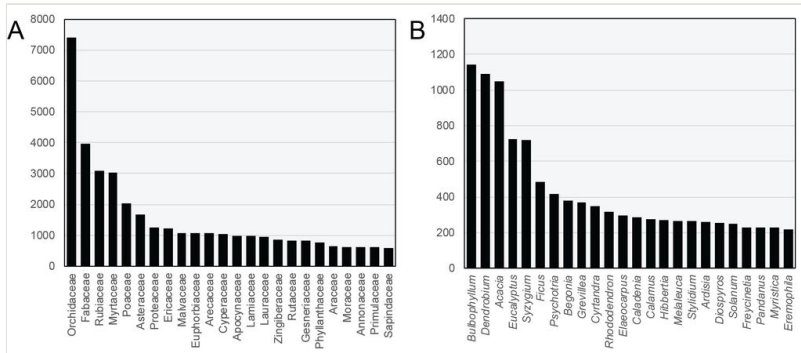 A
8000
7000
6000
5000
4000
3000
2000
1000
0
Orchidaceae
Fabaceae
Rubiaceae
Myrtaceae
Poaceae
Asteraceae
Proteaceae
Ericaceae
Malvaceae
Euphorbiaceae
Arecaceae
Cyperaceae
Apocynaceae
Lamiaceae
Lauraceae
Zingiberaceae
Rutaceae
Gesneriaceae
Phyllanthaceae
Araceae
Moraceae
Annonaceae
Primulaceae
Sapindaceae
B
1400
1200
1000
800
600
400
200
0
Bulbophyllum
Dendrobium
Acacia
Eucalyptus
Syzygium
Ficus
Psychotria
Begonia
Grevillea
Cyrtandra
Rhododendron
Elaeocarpus
Caladenia
Calamus
Hibbertia
Melaleuca
Stylidium
Ardisia
Diospyros
Solanum
Freycinetia
Pandanus
Myristica
Eremophila